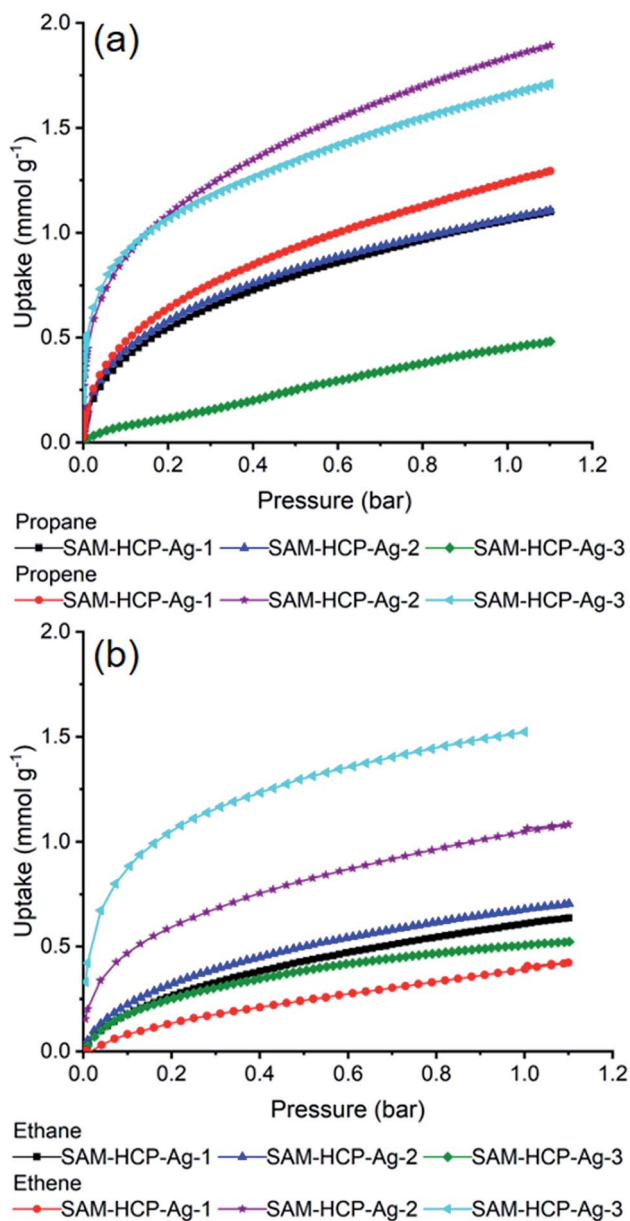 (a)
2.0
1.5
1.0
0.5
0.0
Uptake (mmol g⁻¹)
0.0 0.2 0.4 0.6 0.8 1.0 1.2
Pressure (bar)
Propane
SAM-HCP-Ag-1 SAM-HCP-Ag-2 SAM-HCP-Ag-3
Propene
SAM-HCP-Ag-1 SAM-HCP-Ag-2 SAM-HCP-Ag-3
(b)
2.0
1.5
1.0
0.5
0.0
Uptake (mmol g⁻¹)
0.0 0.2 0.4 0.6 0.8 1.0 1.2
Pressure (bar)
Ethane
SAM-HCP-Ag-1 SAM-HCP-Ag-2 SAM-HCP-Ag-3
Ethene
SAM-HCP-Ag-1 SAM-HCP-Ag-2 SAM-HCP-Ag-3